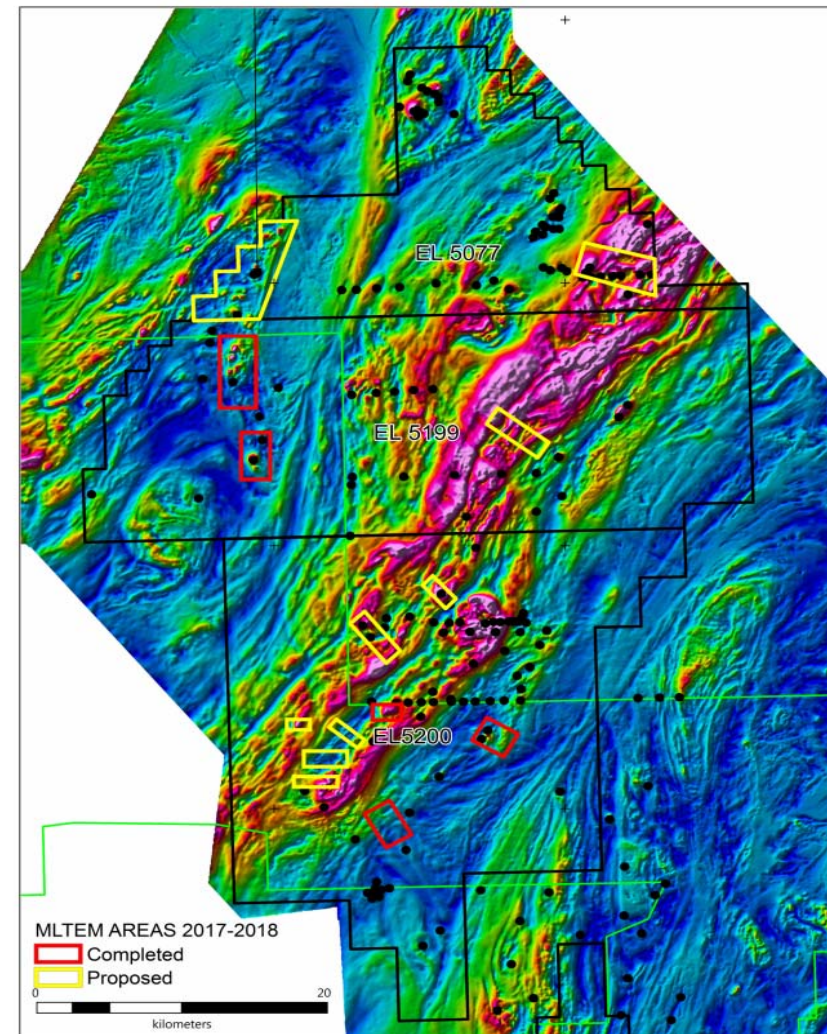 EL 5077
EL 5199
EL5200
MLTEM AREAS 2017-2018
Completed
Proposed
0 20
kilometers